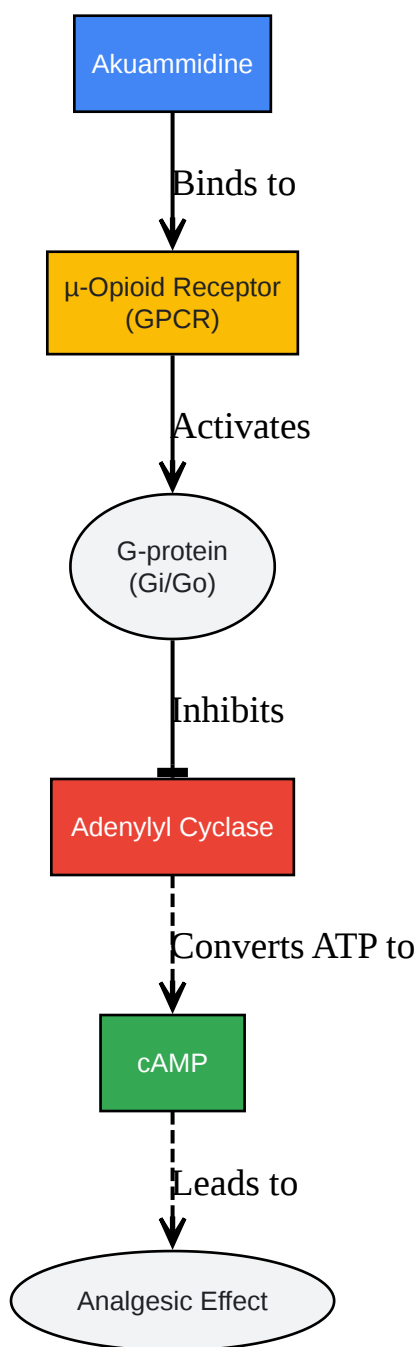 Akuammidine
Binds to
µ-Opioid Receptor
(GPCR)
Activates
G-protein
(Gi/Go)
Inhibits
Adenylyl Cyclase
Converts ATP to
cAMP
Leads to
Analgesic Effect